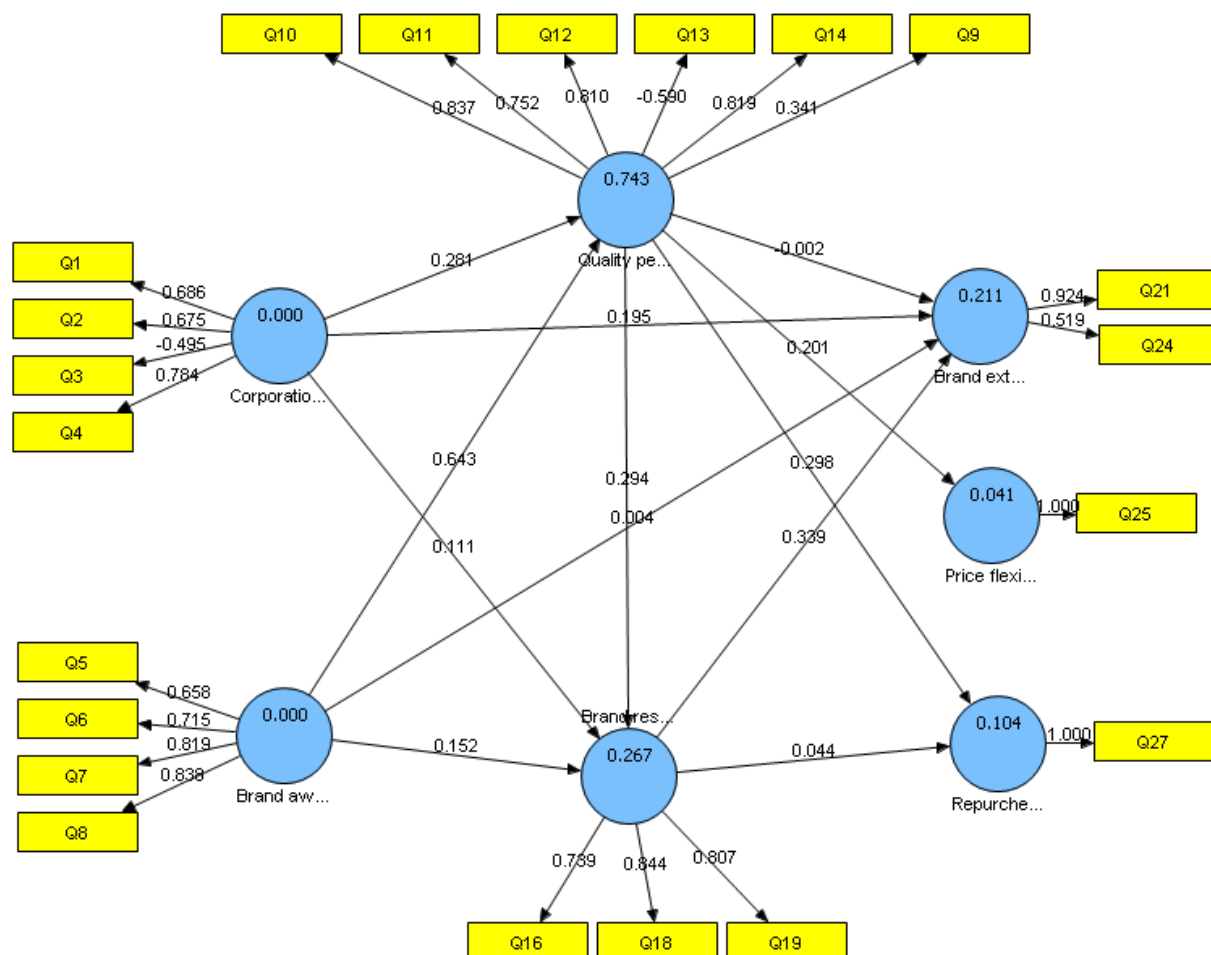 Q10
Q11
Q12
Q13
Q14
Q9
0.837
0.752
0.810
-0.590
0.819
0.341
0.743
Quality pe...
Q1
Q2
Q3
Q4
0.686
0.675
-0.495
0.784
0.000
Corporatio...
0.281
-0.002
0.195
0.201
0.211
Brand ext...
0.924
0.519
Q21
Q24
0.643
0.294
0.004
0.298
0.111
0.339
0.041
Price flexi...
1.000
Q25
Q5
Q6
Q7
Q8
0.658
0.715
0.819
0.838
0.000
Brand aw...
0.152
Brand res...
0.267
0.044
0.104
Repurche...
1.000
Q27
0.739
0.844
0.807
Q16
Q18
Q19